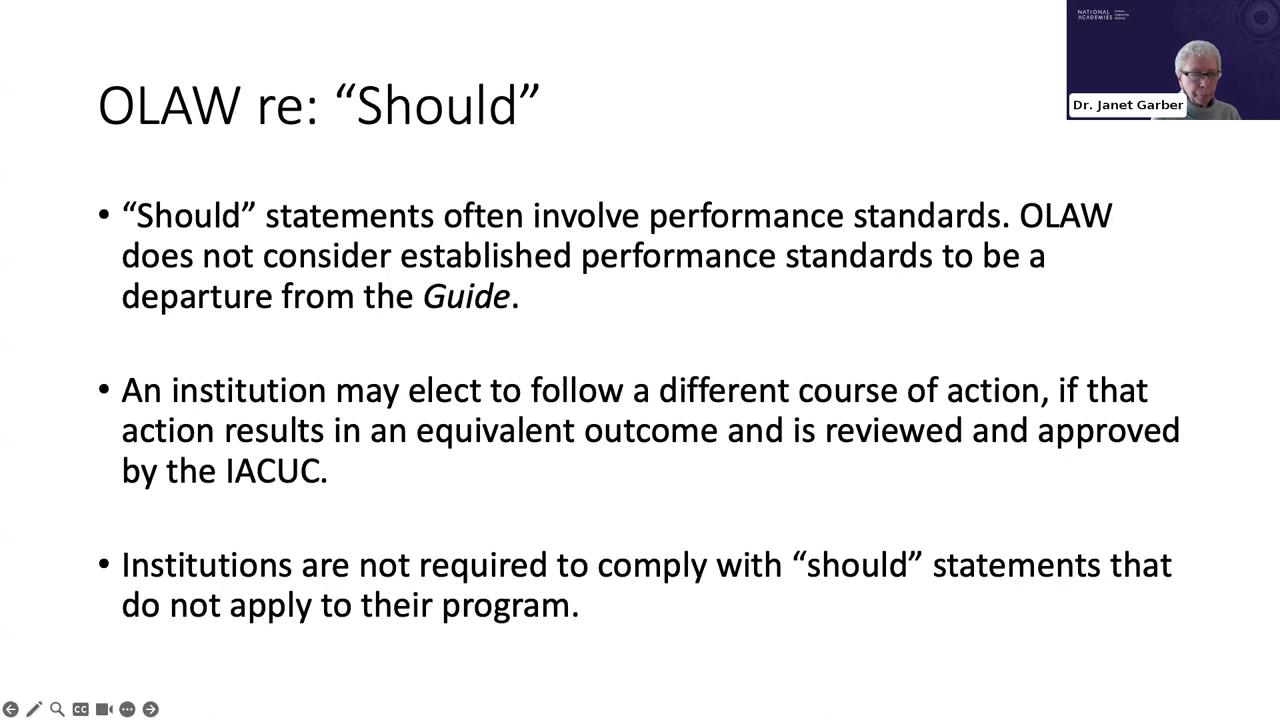 OLAW re: “Should”
NATIONAL
ACADEMIES
Dr. Janet Garber
• “Should” statements often involve performance standards. OLAW
does not consider established performance standards to be a
departure from the Guide.
• An institution may elect to follow a different course of action, if that
action results in an equivalent outcome and is reviewed and approved
by the IACUC.
• Institutions are not required to comply with “should” statements that
do not apply to their program.
CC